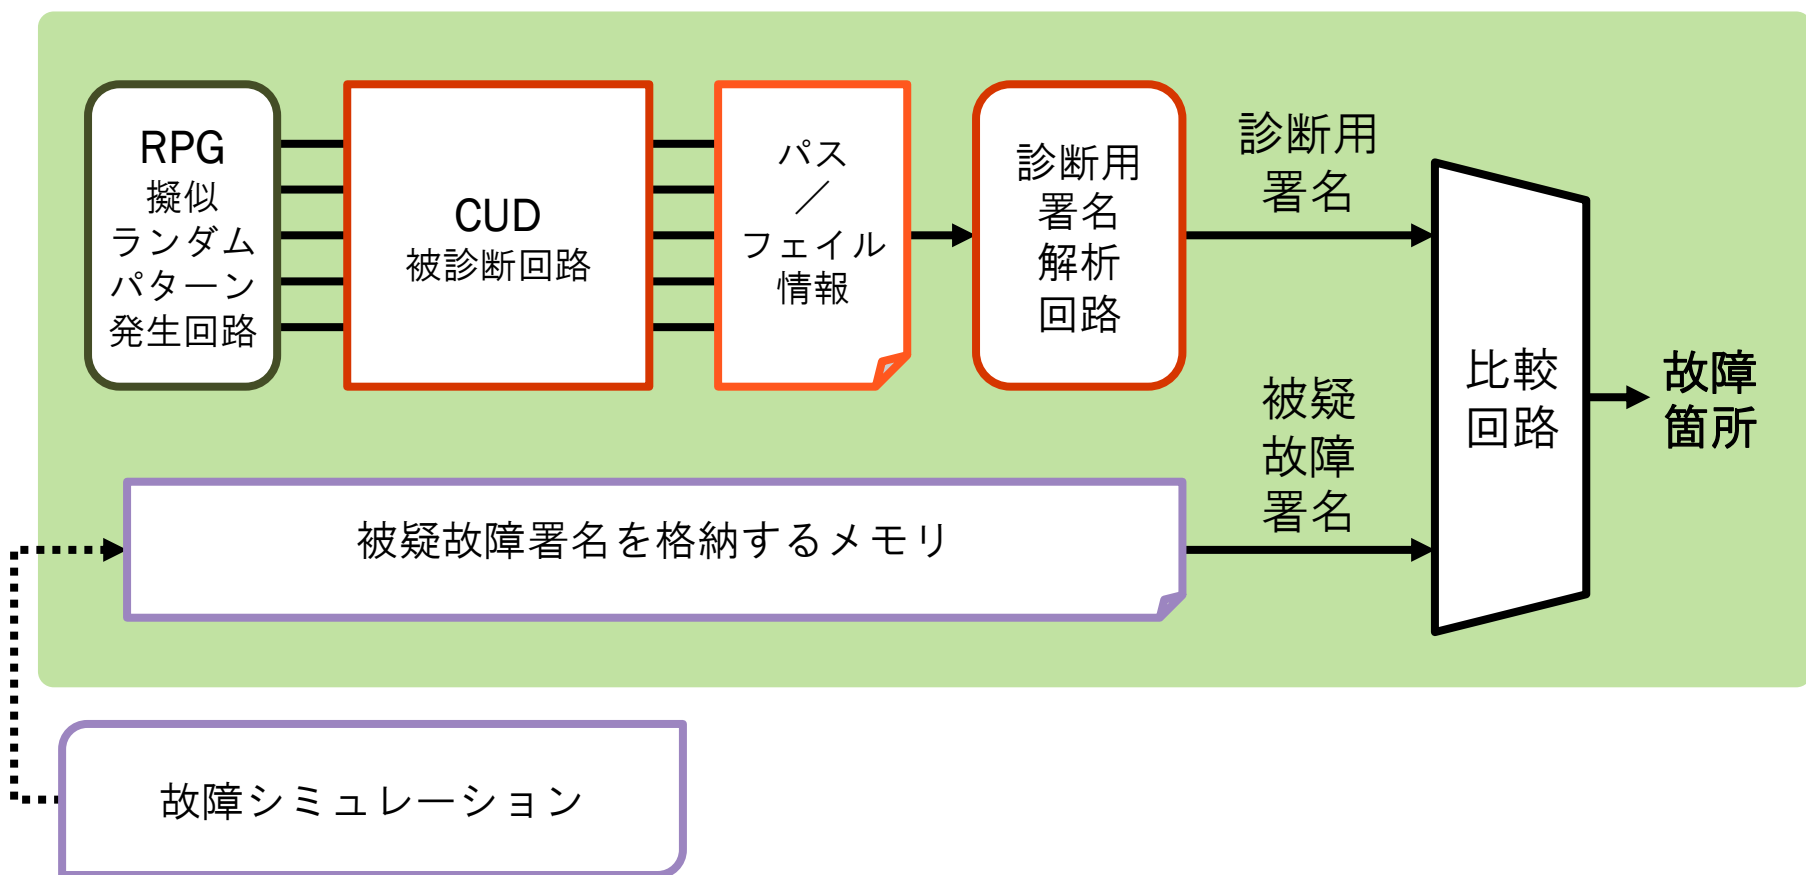 RPG
擬似
ランダム
パターン
発生回路
CUD
被診断回路
パス
／
フェイル
情報
診断用
署名
解析
回路
診断用
署名
被疑
故障
署名
比較
回路
故障
箇所
被疑故障署名を格納するメモリ
故障シミュレーション